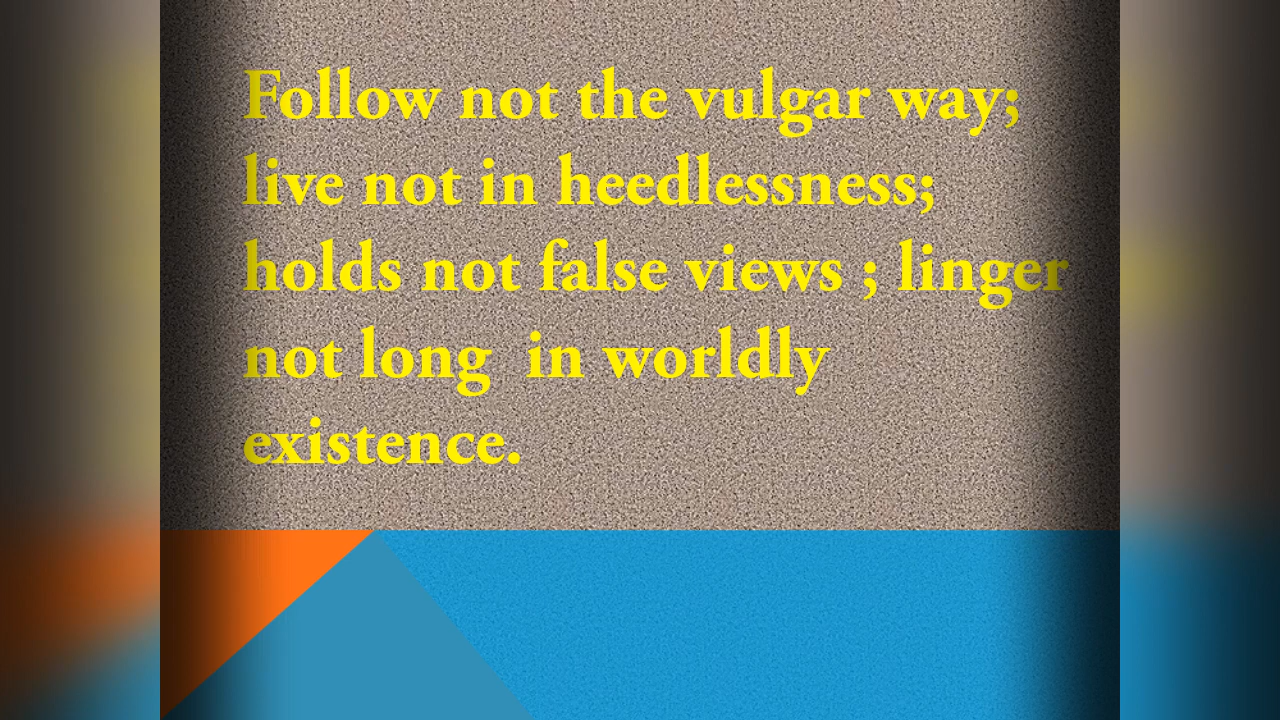 Follow not the vulgar way;
live not in heedlessness;
holds not false views ; linger
not long  in worldly
existence.